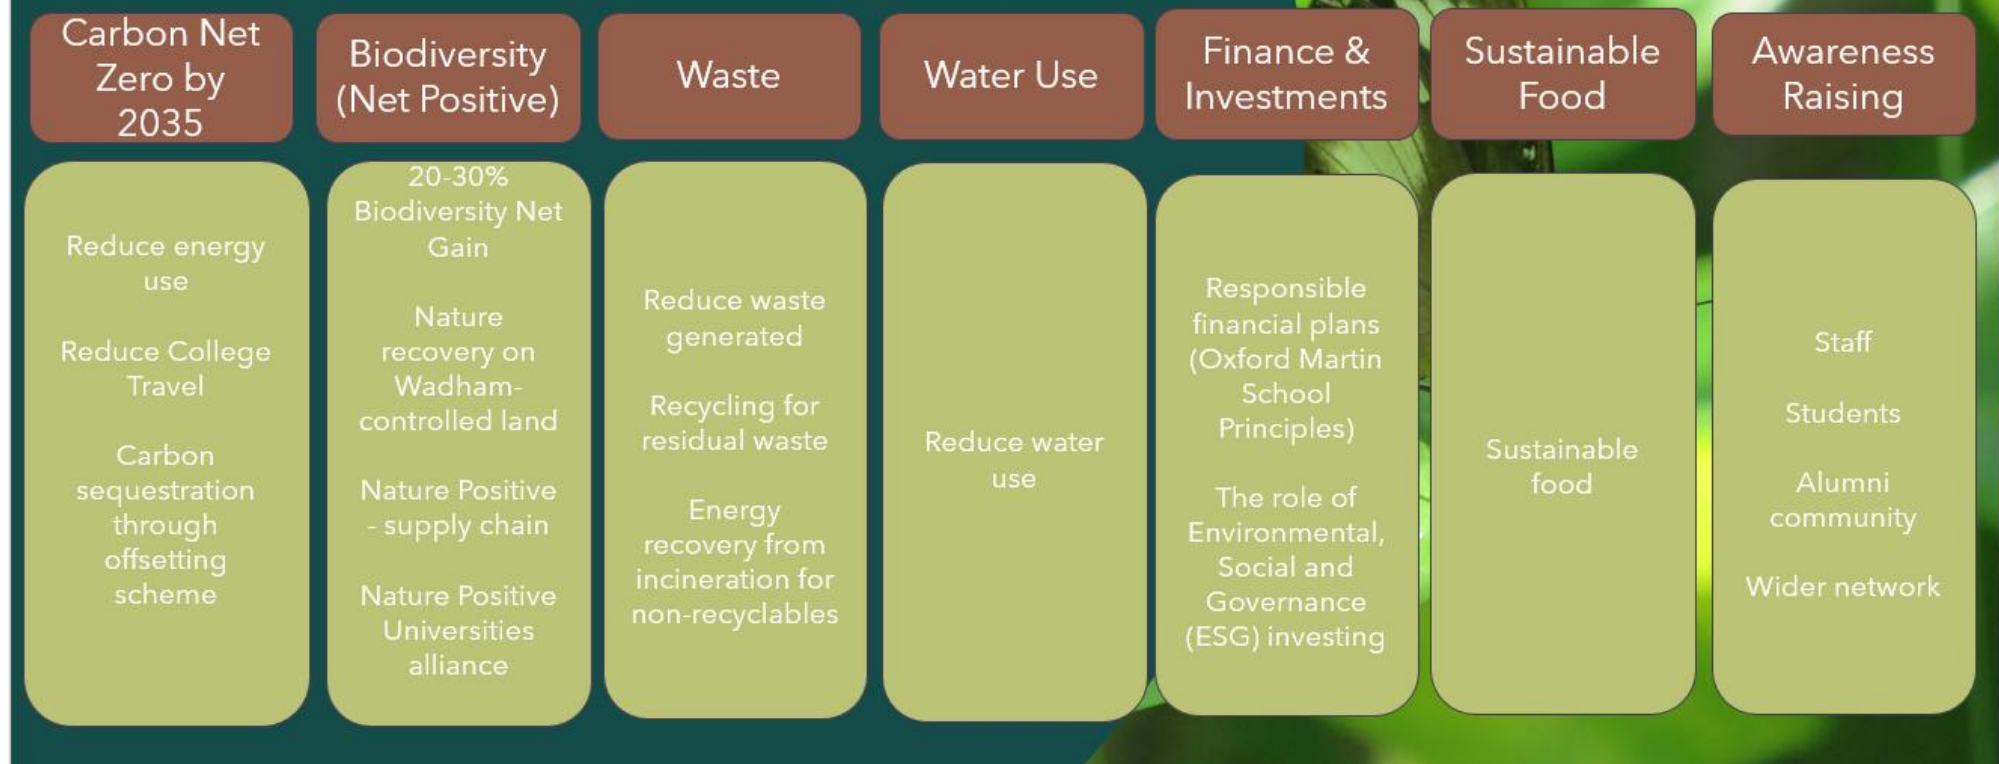 Carbon Net
Zero by
2035
Biodiversity
(Net Positive)
Waste
Water Use
Finance &
Investments
Sustainable
Food
Awareness
Raising
Reduce energy
use
Reduce College
Travel
Carbon
sequestration
through
offsetting
scheme
20-30%
Biodiversity Net
Gain
Nature
recovery on
Wadham-
controlled land
Nature Positive
- supply chain
Nature Positive
Universities
alliance
Reduce waste
generated
Recycling for
residual waste
Energy
recovery from
incineration for
non-recyclables
Reduce water
use
Responsible
financial plans
(Oxford Martin
School
Principles)
The role of
Environmental,
Social and
Governance
(ESG) investing
Sustainable
food
Staff
Students
Alumni
community
Wider network